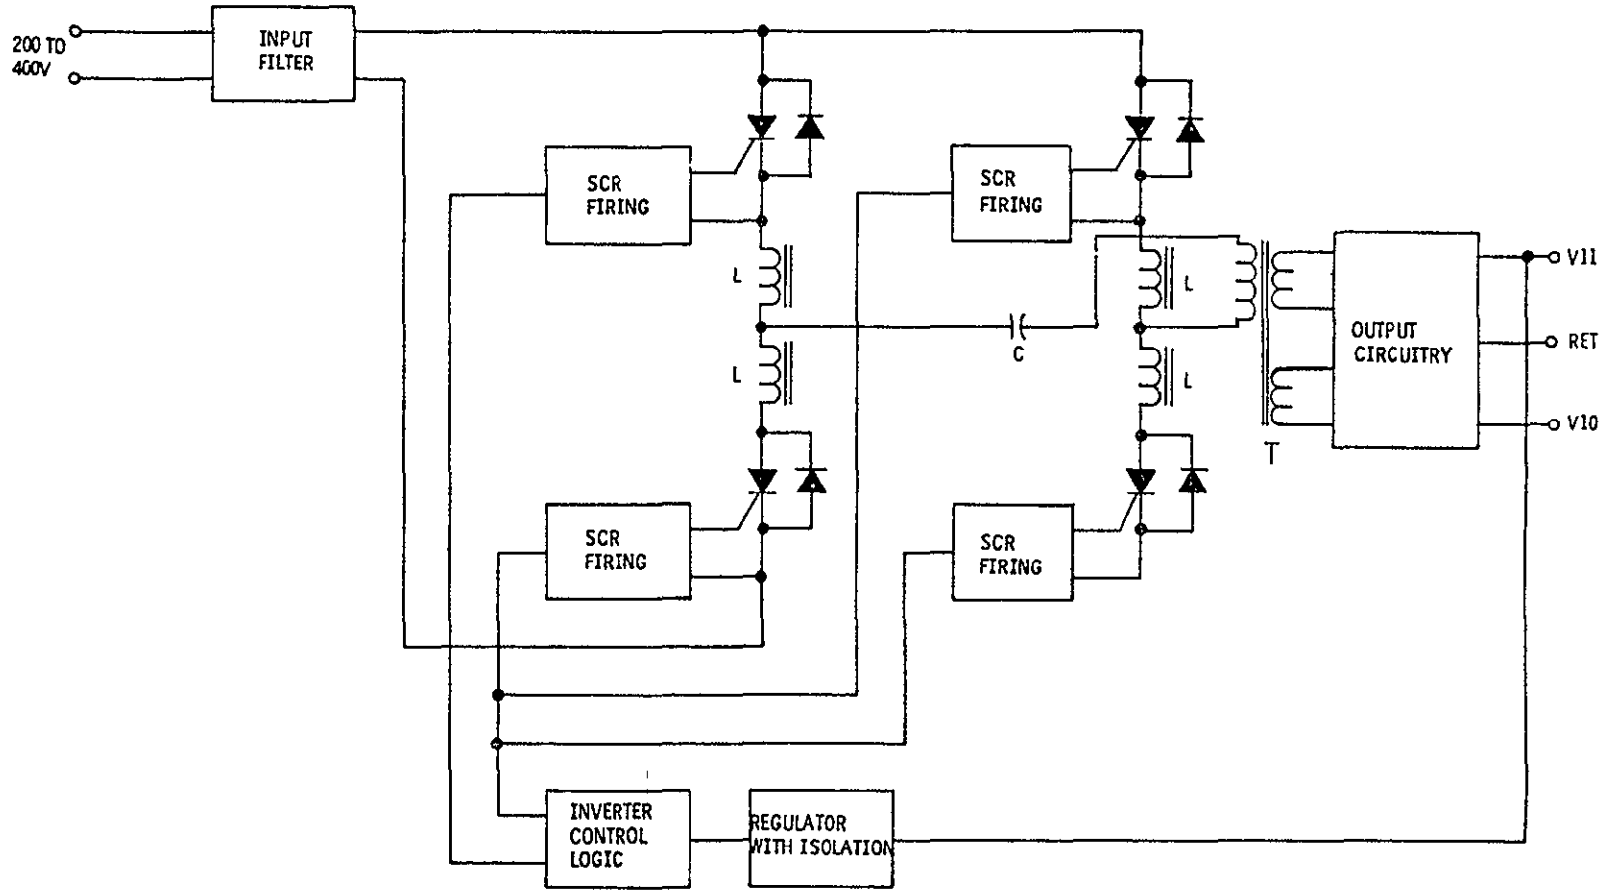 200 TO
400V
INPUT
FILTER
SCR
FIRING
SCR
FIRING
L
L
C
L
L
T
OUTPUT
CIRCUITRY
V11
RET
V10
SCR
FIRING
SCR
FIRING
INVERTER
CONTROL
LOGIC
REGULATOR
WITH ISOLATION